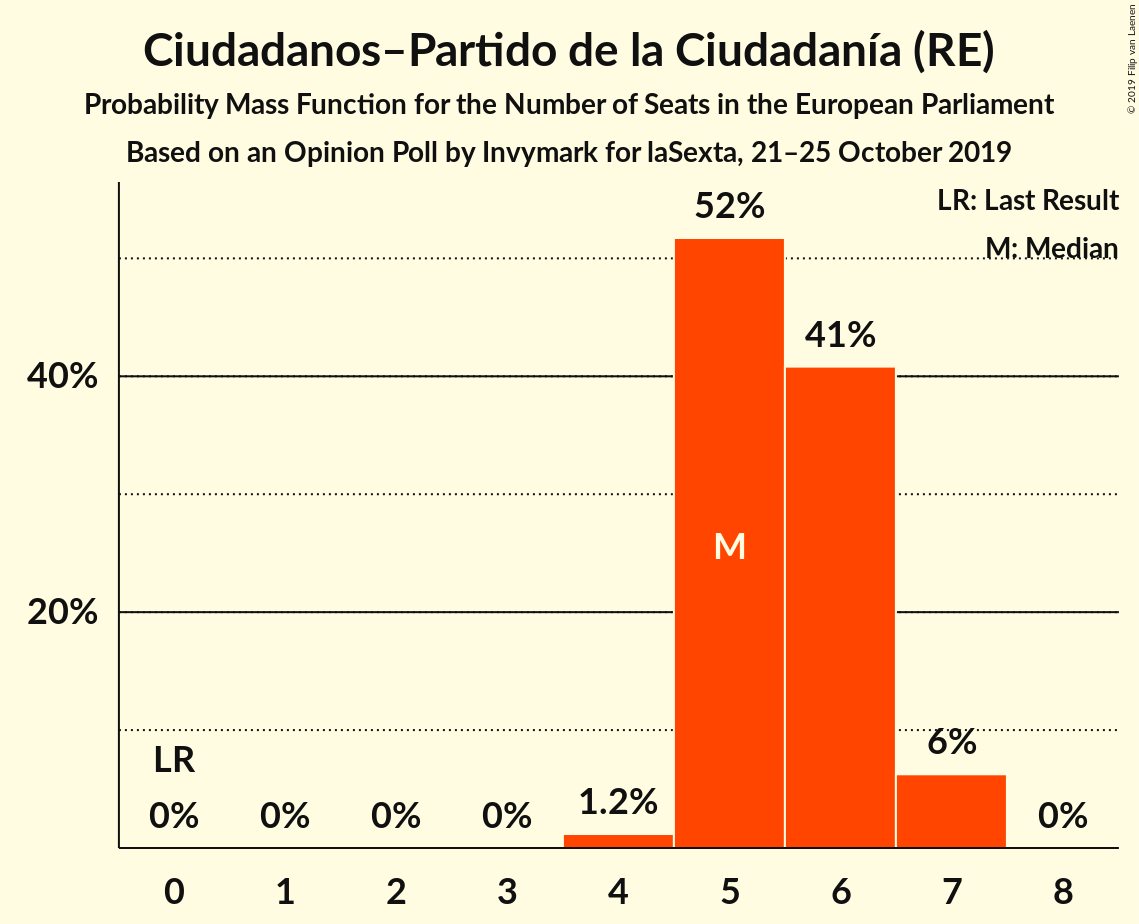 Ciudadanos–Partido de la Ciudadanía (RE)
Probability Mass Function for the Number of Seats in the European Parliament
Based on an Opinion Poll by Invymark for laSexta, 21–25 October 2019
© 2019 Filip van Laenen
LR: Last Result
M: Median
52%
41%
40%
M
20%
LR
6%
0%
0%
0%
0%
1.2%
0%
0
1
2
3
4
5
6
7
8